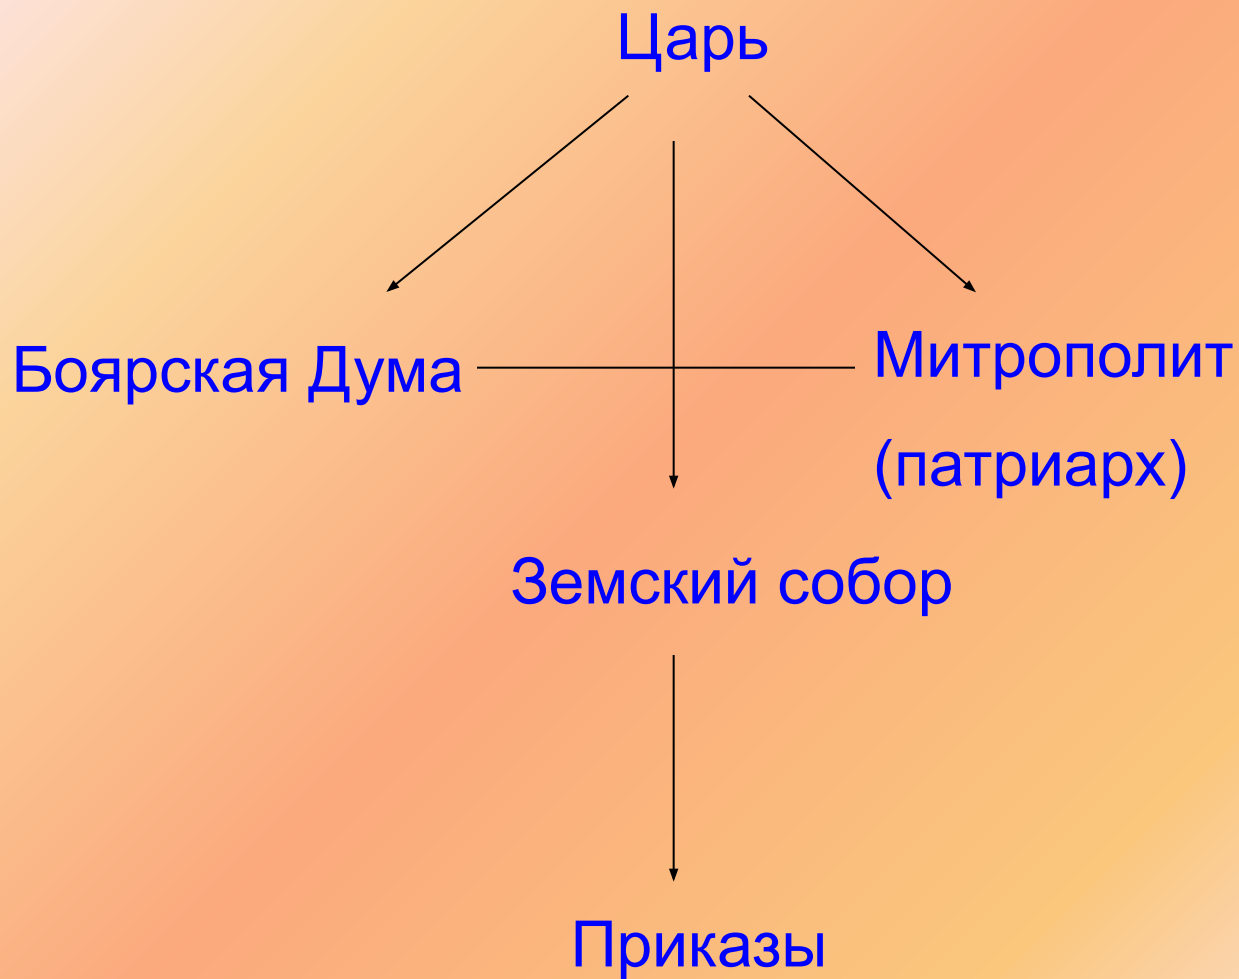 Царь
Боярская Дума
Митрополит
(патриарх)
Земский собор
Приказы